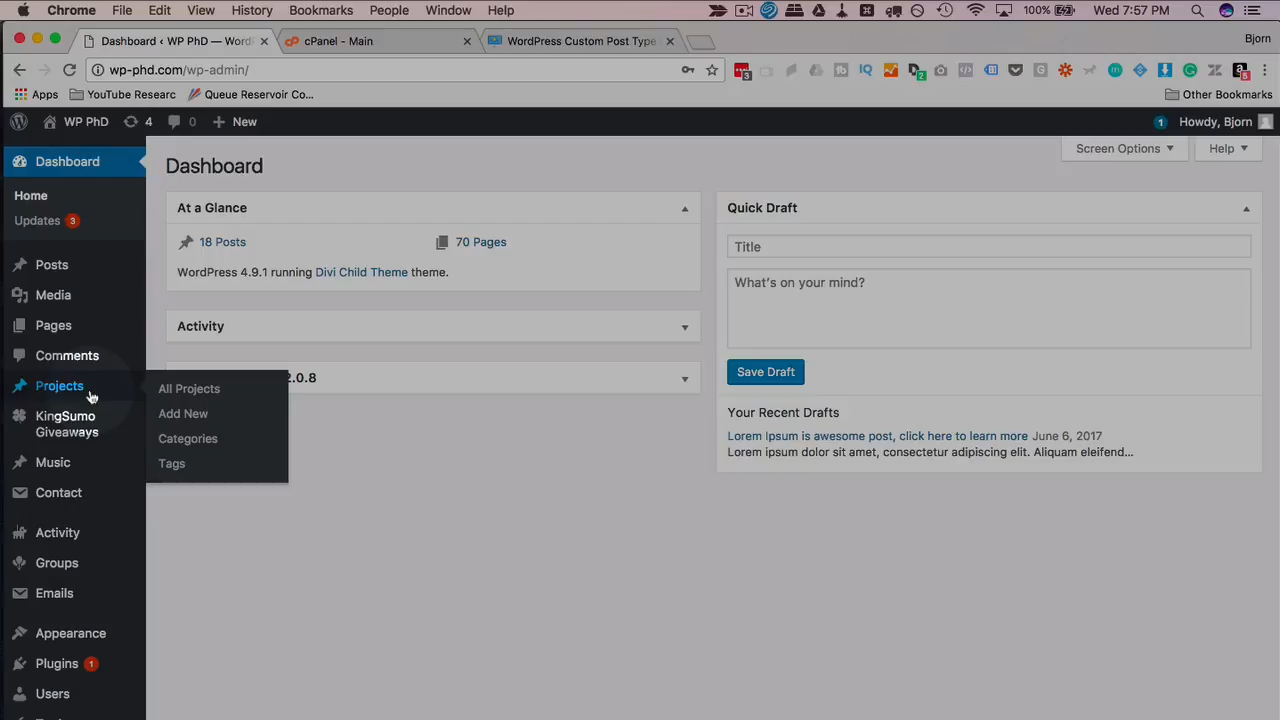 Chrome File Edit View History Bookmarks People Window Help 100% Wed 7:57 PM
Dashboard ‹ WP PhD — WordPr
cPanel - Main
WordPress Custom Post Type
Bjorn
wp-phd.com/wp-admin/
3
2
5
Apps YouTube Researc Queue Reservoir Co... Other Bookmarks
WP PhD 4 0 New 1 Howdy, Bjorn
Dashboard
Home
Updates 3
Posts
Media
Pages
Comments
Projects
KingSumo
Giveaways
Music
Contact
Activity
Groups
Emails
Appearance
Plugins 1
Users
All Projects
Add New
Categories
Tags
Screen Options Help
Dashboard
At a Glance
18 Posts 70 Pages
WordPress 4.9.1 running Divi Child Theme theme.
Activity
2.0.8
Quick Draft
Title
What's on your mind?
Save Draft
Your Recent Drafts
Lorem Ipsum is awesome post, click here to learn more June 6, 2017
Lorem ipsum dolor sit amet, consectetur adipiscing elit. Aliquam eleifend...